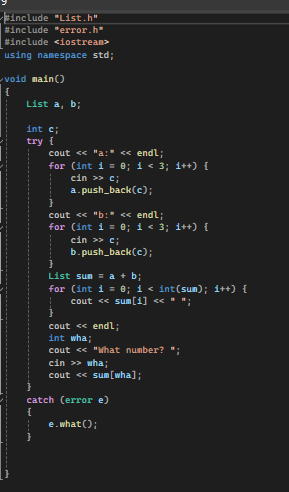 9
#include "List.h"
#include "error.h"
#include <iostream>
using namespace std;
void main()
{
List a, b;
int c;
try {
cout << "a:" << endl;
for (int i = 0; i < 3; i++) {
cin >> c;
a.push_back(c);
}
cout << "b:" << endl;
for (int i = 0; i < 3; i++) {
cin >> c;
b.push_back(c);
}
List sum = a + b;
for (int i = 0; i < int(sum); i++) {
cout << sum[i] << " ";
}
cout << endl;
int wha;
cout << "What number? ";
cin >> wha;
cout << sum[wha];
}
catch (error e)
{
e.what();
}
}